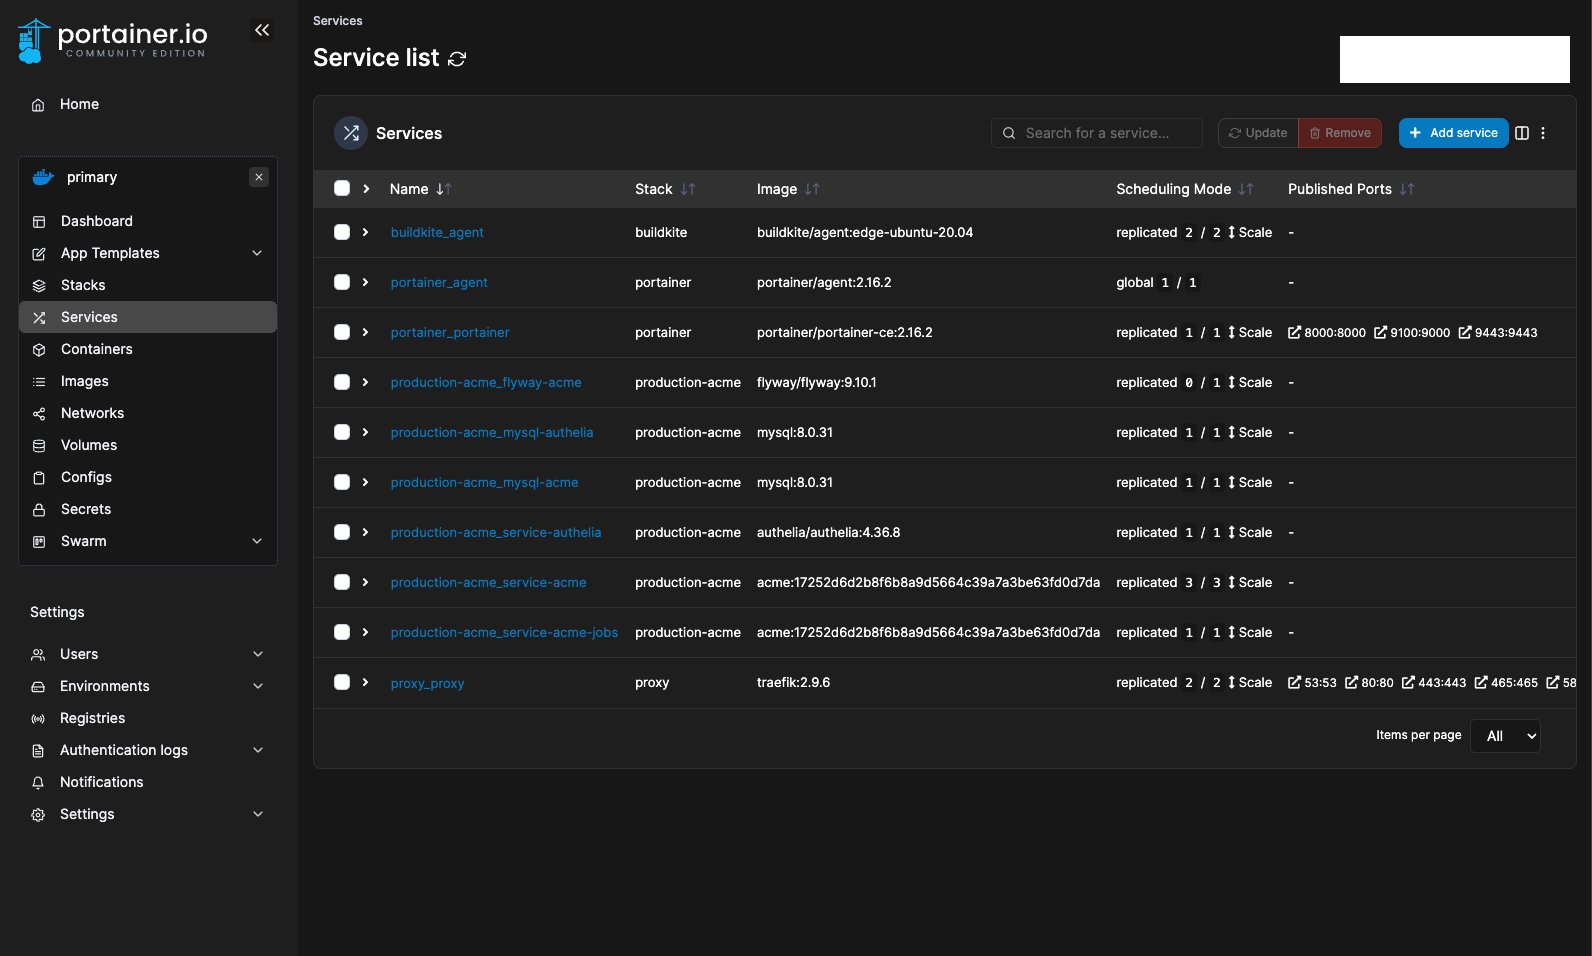 portainer.io
COMMUNITY EDITION
Home
primary
Dashboard
App Templates
Stacks
Services
Containers
Images
Networks
Volumes
Configs
Secrets
Swarm
Settings
Users
Environments
Registries
Authentication logs
Notifications
Settings
Services
Service list
Services
Search for a service... Update Remove Add service
Name Stack Image Scheduling Mode Published Ports
buildkite_agent buildkite buildkite/agent:edge-ubuntu-20.04 replicated 2 / 2 Scale -
portainer_agent portainer portainer/agent:2.16.2 global 1 / 1 -
portainer_portainer portainer portainer/portainer-ce:2.16.2 replicated 1 / 1 Scale 8000:8000 9100:9000 9443:9443
production-acme_flyway-acme production-acme flyway/flyway:9.10.1 replicated 0 / 1 Scale -
production-acme_mysql-authelia production-acme mysql:8.0.31 replicated 1 / 1 Scale -
production-acme_mysql-acme production-acme mysql:8.0.31 replicated 1 / 1 Scale -
production-acme_service-authelia production-acme authelia/authelia:4.36.8 replicated 1 / 1 Scale -
production-acme_service-acme production-acme acme:17252d6d2b8f6b8a9d5664c39a7a3be63fd0d7da replicated 3 / 3 Scale -
production-acme_service-acme-jobs production-acme acme:17252d6d2b8f6b8a9d5664c39a7a3be63fd0d7da replicated 1 / 1 Scale -
proxy_proxy proxy traefik:2.9.6 replicated 2 / 2 Scale 53:53 80:80 443:443 465:465 58
Items per page All